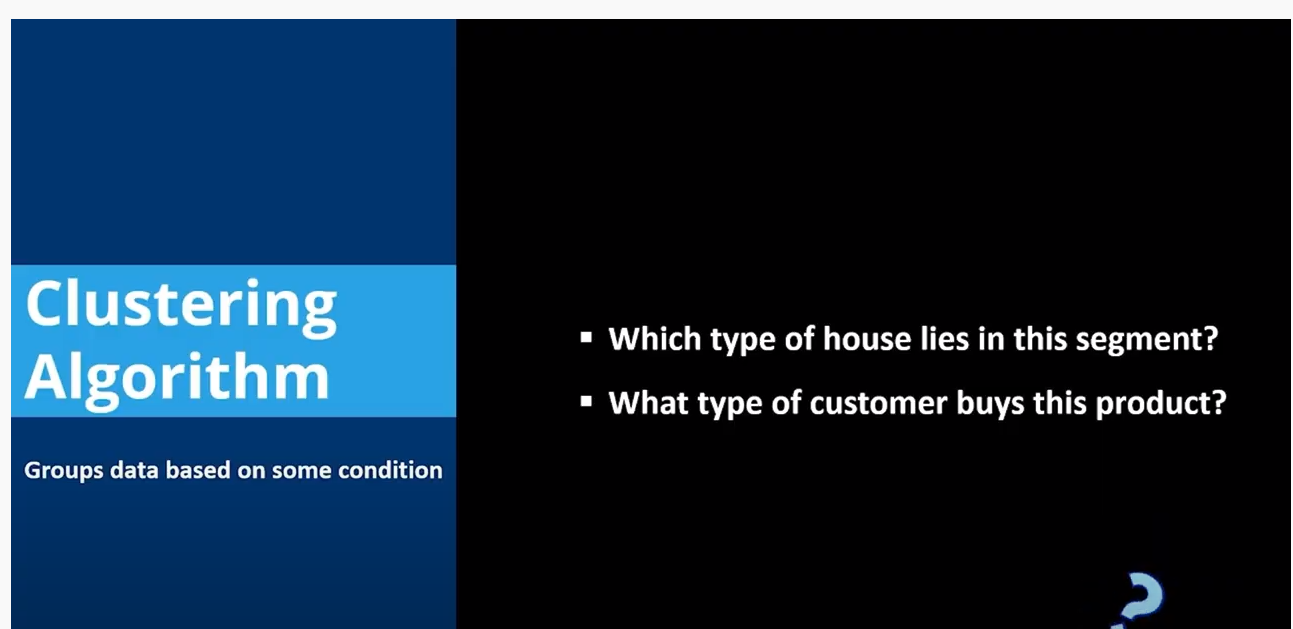 Clustering
Algorithm
Groups data based on some condition
▪ Which type of house lies in this segment?
▪ What type of customer buys this product?
?